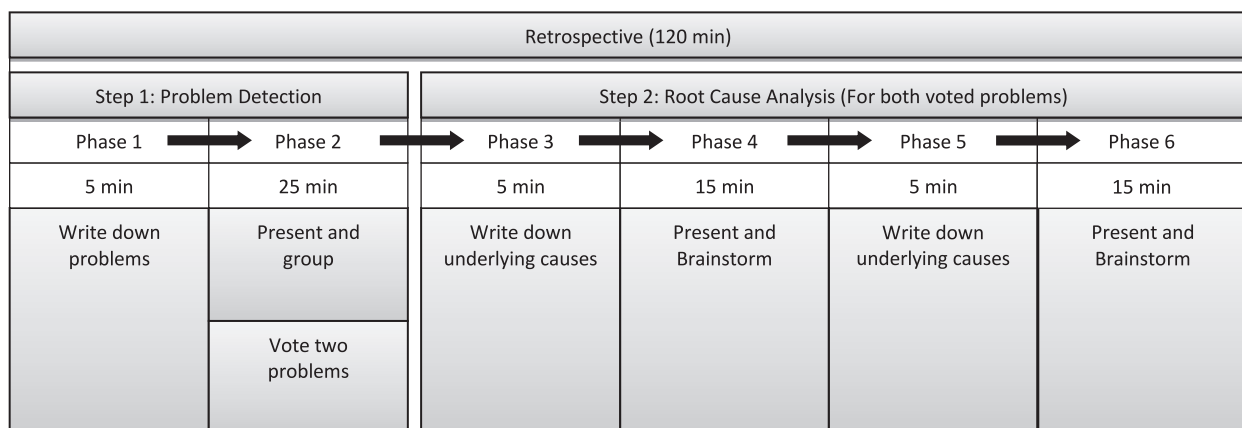 Retrospective (120 min)
Step 1: Problem Detection
Step 2: Root Cause Analysis (For both voted problems)
Phase 1
Phase 2
Phase 3
Phase 4
Phase 5
Phase 6
5 min
25 min
5 min
15 min
5 min
15 min
Write down
problems
Present and
group
Vote two
problems
Write down
underlying causes
Present and
Brainstorm
Write down
underlying causes
Present and
Brainstorm